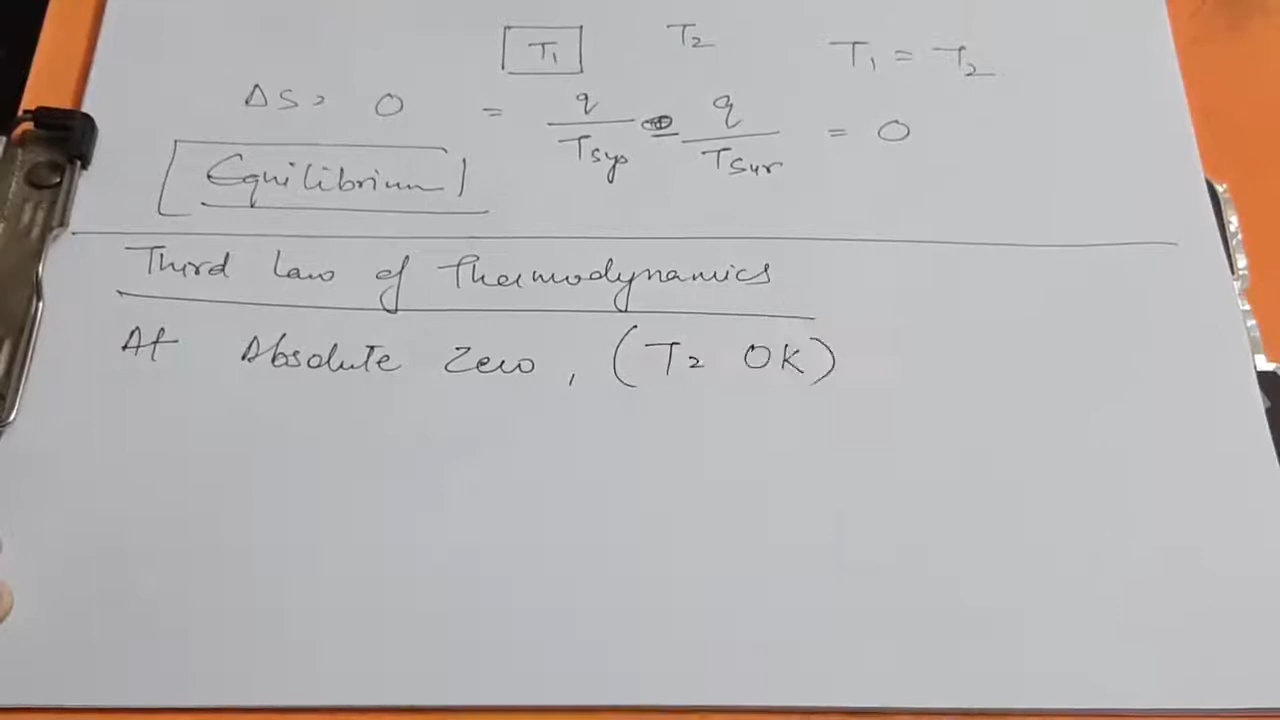 T₁ T₂ T₁ = T₂
ΔS = 0 = q/Tsys - q/Tsur = 0
Equilibrium
Third Law of Thermodynamics
At Absolute Zero, (T = 0K)